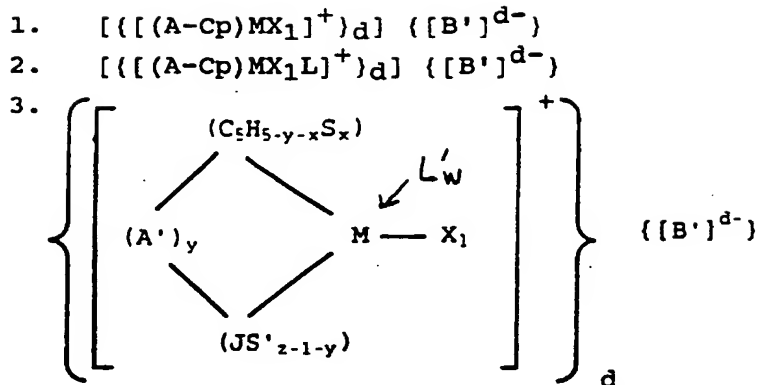 1. [{[(A-Cp)MX₁]⁺}d] {[B']ᵈ⁻}
2. [{[(A-Cp)MX₁L]⁺}d] {[B']ᵈ⁻}
3.
(C₅H₅₋y₋ₓSₓ)
L'w
(A')y M — X₁
(JS'z-1-y)
+
d
{[B']ᵈ⁻}